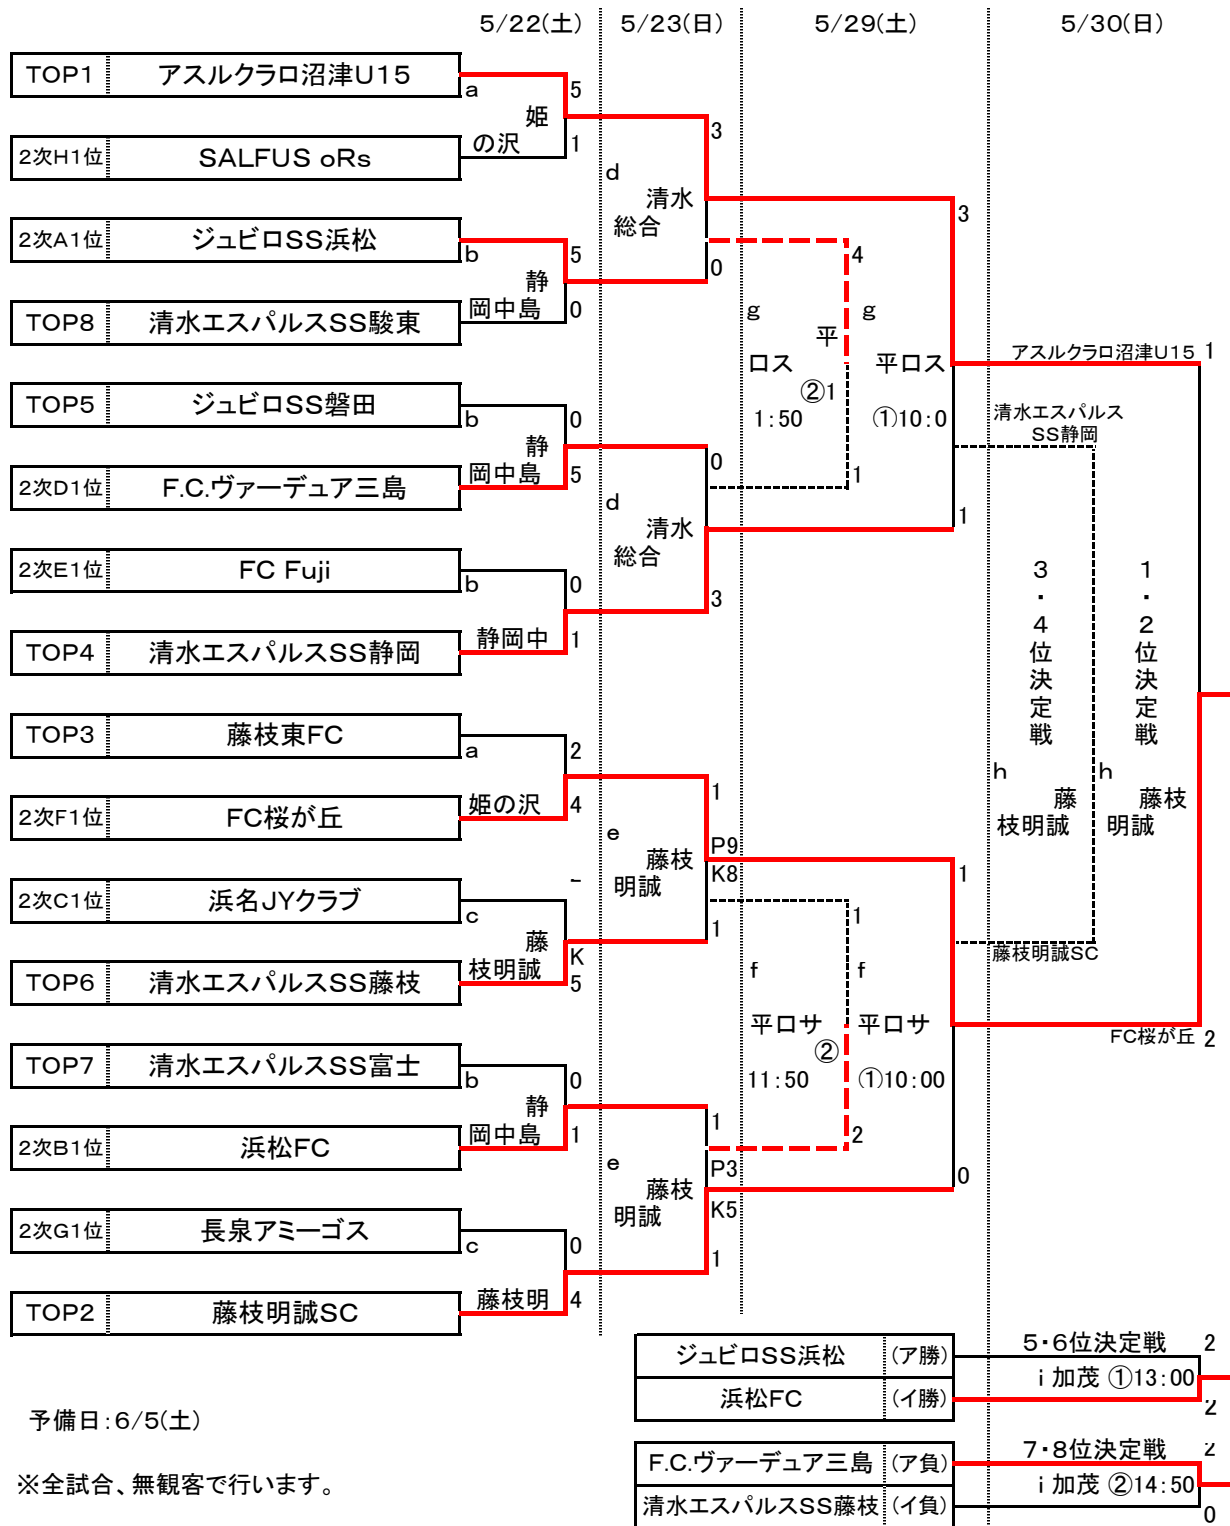 5/22(土) 5/23(日) 5/29(土) 5/30(日)
TOP1 アスルクラロ沼津U15
a 5
姫
の沢 1
2次H1位 SALFUS oRs
3
d
清水
総合
2次A1位 ジュビロSS浜松
b 5
静
岡中島 0
TOP8 清水エスパルスSS駿東
0
3
4
g
平
ロス
②1
1:50
g
平ロス
①10:0
アスルクラロ沼津U15 1
TOP5 ジュビロSS磐田
b 0
静
岡中島 5
2次D1位 F.C.ヴァーデュア三島
0
1
d
清水
総合
清水エスパルス
SS静岡
1
2次E1位 FC Fuji
b 0
静岡中 1
TOP4 清水エスパルスSS静岡
3
3・4位決定戦
h
藤
枝明誠
1・2位決定戦
h
藤枝
明誠
TOP3 藤枝東FC
a 2
姫の沢 4
2次F1位 FC桜が丘
1
e
藤枝
明誠
P9
K8
2次C1位 浜名JYクラブ
-
c
藤
枝明誠
K
5
TOP6 清水エスパルスSS藤枝
1
1
1
f
平ロサ
②
11:50
f
平ロサ
①10:00
藤枝明誠SC
FC桜が丘 2
TOP7 清水エスパルスSS富士
b 0
静
岡中島 1
2次B1位 浜松FC
1
2
e
藤枝
明誠
P3
K5
0
2次G1位 長泉アミーゴス
c 0
藤枝明 4
TOP2 藤枝明誠SC
1
ジュビロSS浜松 (ア勝)
5・6位決定戦 2
i 加茂 ①13:00
浜松FC (イ勝)
2
予備日:6/5(土)
F.C.ヴァーデュア三島 (ア負)
7・8位決定戦 2
i 加茂 ②14:50
清水エスパルスSS藤枝 (イ負)
0
※全試合、無観客で行います。